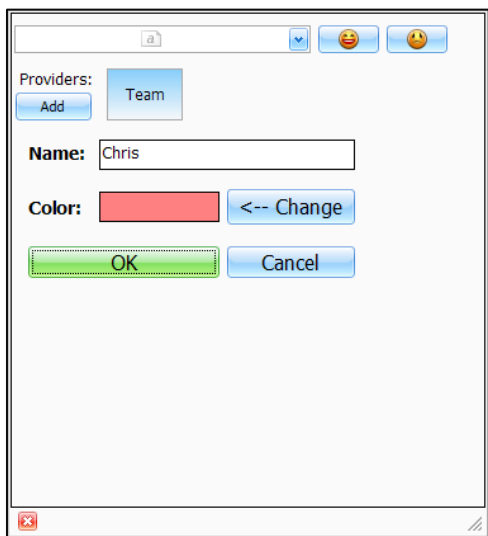 a
Providers:
Add
Team
Name: Chris
Color: <-- Change
OK Cancel